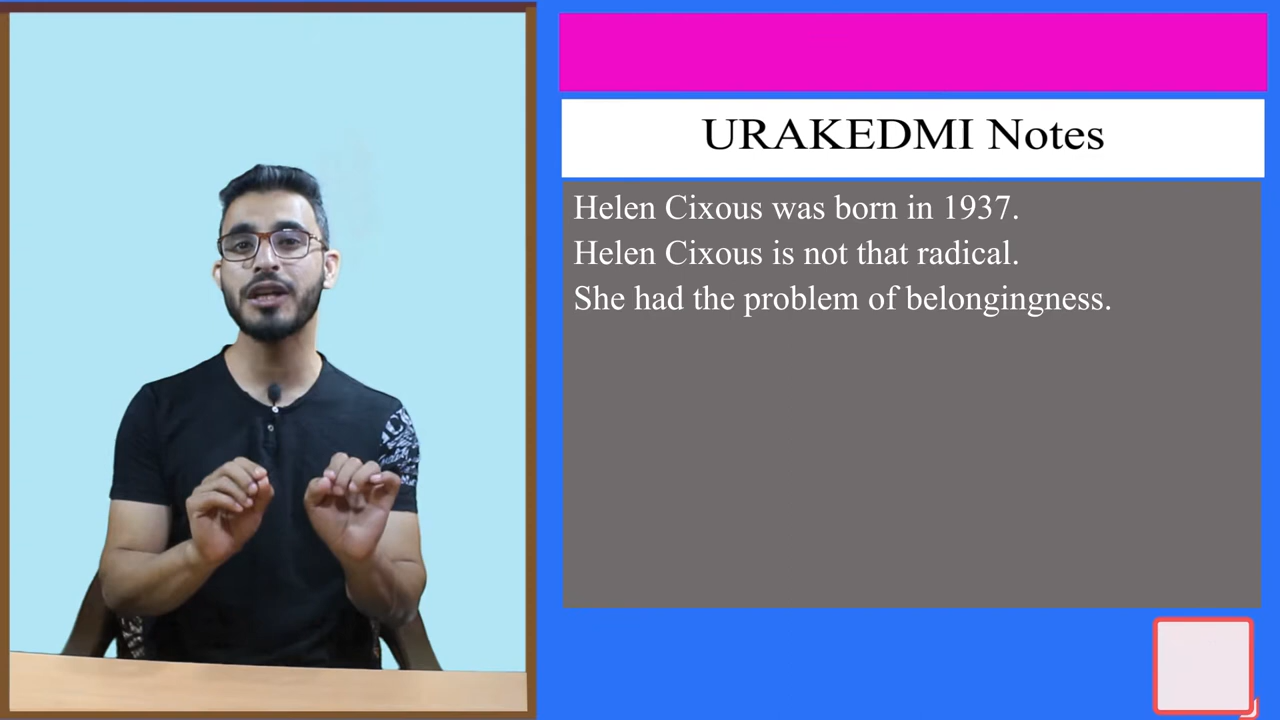 URAKEDMI Notes
Helen Cixous was born in 1937.
Helen Cixous is not that radical.
She had the problem of belongingness.